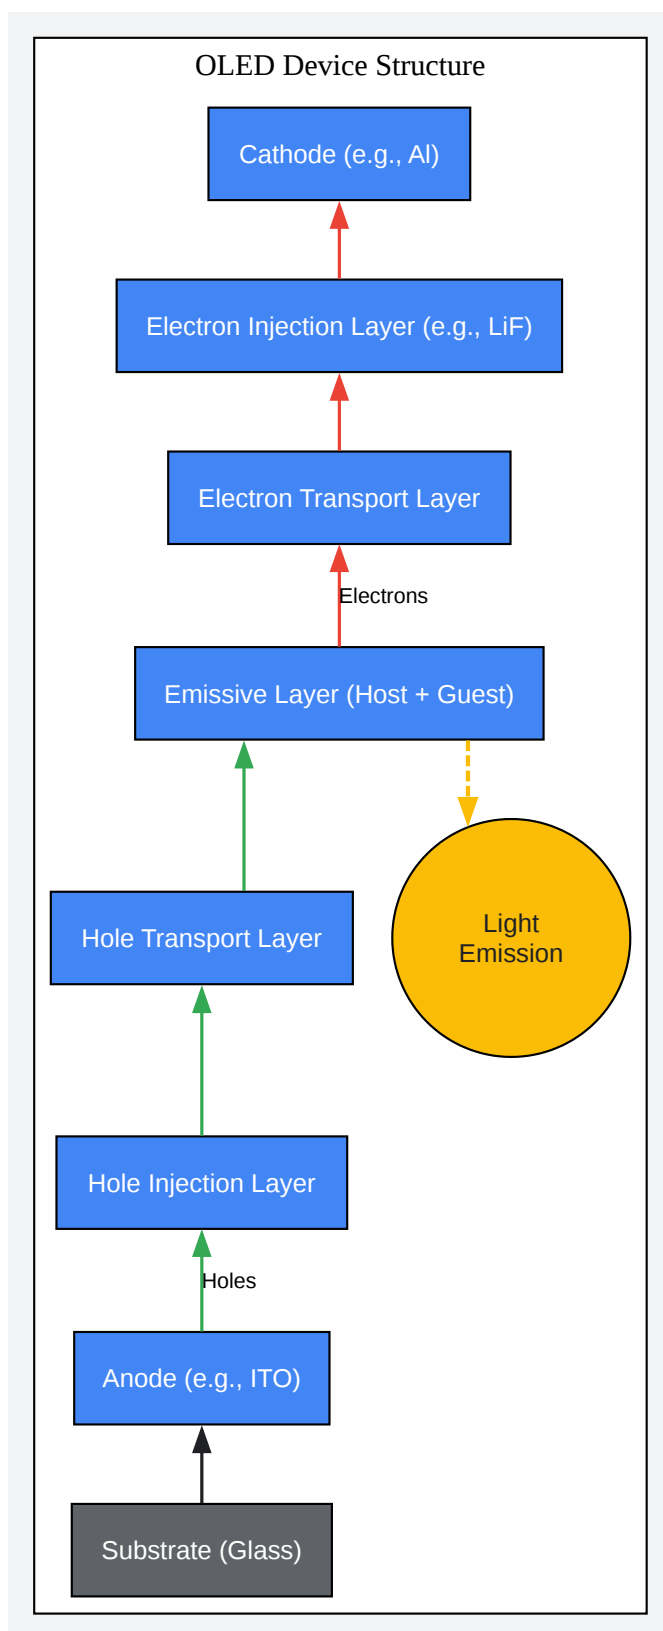 OLED Device Structure
Cathode (e.g., Al)
Electron Injection Layer (e.g., LiF)
Electron Transport Layer
Electrons
Emissive Layer (Host + Guest)
Hole Transport Layer
Light
Emission
Hole Injection Layer
Holes
Anode (e.g., ITO)
Substrate (Glass)